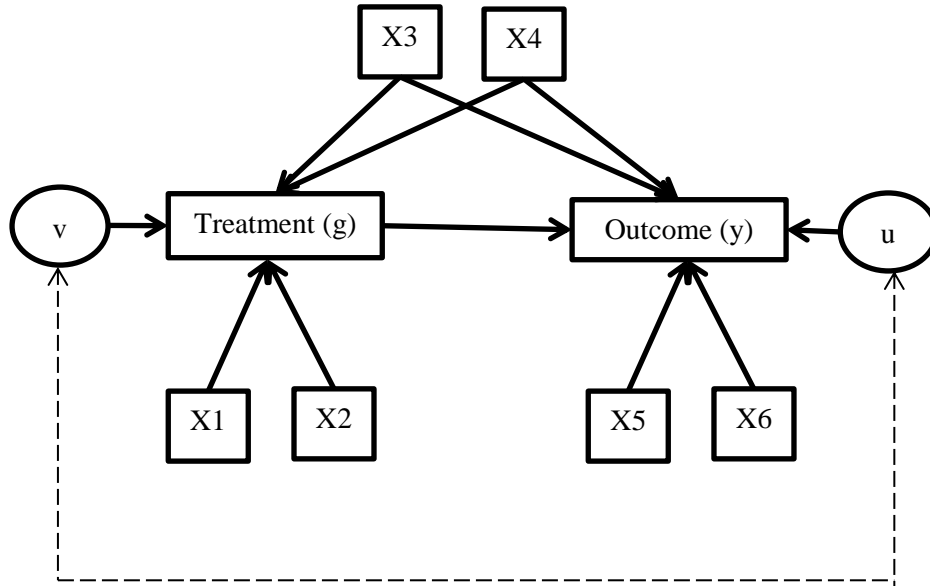 X3
X4
v
Treatment (g)
Outcome (y)
u
X1
X2
X5
X6